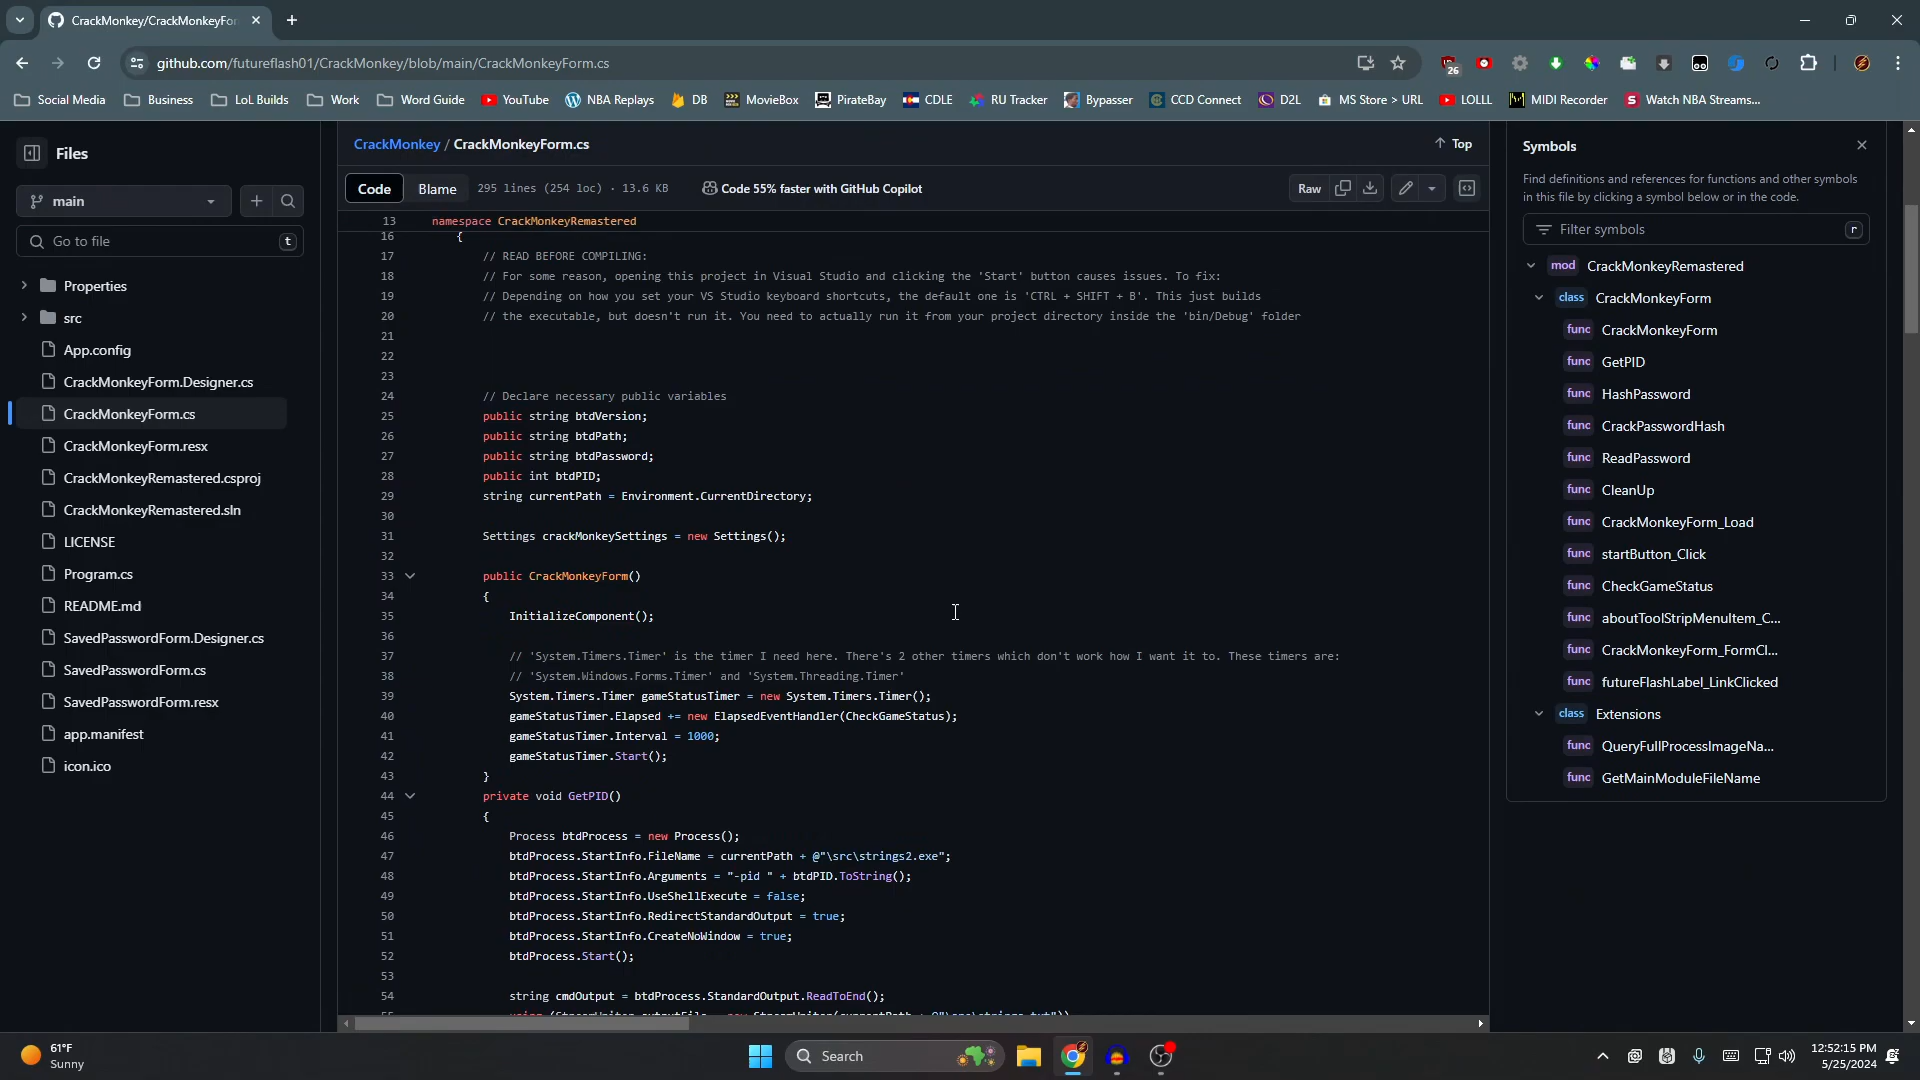 CrackMonkey/CrackMonkeyFor
github.com/futureflash01/CrackMonkey/blob/main/CrackMonkeyForm.cs
26
Social Media
Business
LoL Builds
Work
Word Guide
YouTube
NBA Replays
DB
MovieBox
PirateBay
CDLE
RU Tracker
Bypasser
CCD Connect
D2L
MS Store > URL
LOLLL
MIDI Recorder
Watch NBA Streams...
Files
main
Go to file
t
Properties
src
App.config
CrackMonkeyForm.Designer.cs
CrackMonkeyForm.cs
CrackMonkeyForm.resx
CrackMonkeyRemastered.csproj
CrackMonkeyRemastered.sln
LICENSE
Program.cs
README.md
SavedPasswordForm.Designer.cs
SavedPasswordForm.cs
SavedPasswordForm.resx
app.manifest
icon.ico
CrackMonkey / CrackMonkeyForm.cs
Top
Code
Blame
295 lines (254 loc) · 13.6 KB
Code 55% faster with GitHub Copilot
Raw
13 namespace CrackMonkeyRemastered
16 {
17 // READ BEFORE COMPILING:
18 // For some reason, opening this project in Visual Studio and clicking the 'Start' button causes issues. To fix:
19 // Depending on how you set your VS Studio keyboard shortcuts, the default one is 'CTRL + SHIFT + B'. This just builds
20 // the executable, but doesn't run it. You need to actually run it from your project directory inside the 'bin/Debug' folder
21
22
23
24 // Declare necessary public variables
25 public string btdVersion;
26 public string btdPath;
27 public string btdPassword;
28 public int btdPID;
29 string currentPath = Environment.CurrentDirectory;
30
31 Settings crackMonkeySettings = new Settings();
32
33 public CrackMonkeyForm()
34 {
35 InitializeComponent();
36
37 // 'System.Timers.Timer' is the timer I need here. There's 2 other timers which don't work how I want it to. These timers are:
38 // 'System.Windows.Forms.Timer' and 'System.Threading.Timer'
39 System.Timers.Timer gameStatusTimer = new System.Timers.Timer();
40 gameStatusTimer.Elapsed += new ElapsedEventHandler(CheckGameStatus);
41 gameStatusTimer.Interval = 1000;
42 gameStatusTimer.Start();
43 }
44 private void GetPID()
45 {
46 Process btdProcess = new Process();
47 btdProcess.StartInfo.FileName = currentPath + @"\src\strings2.exe";
48 btdProcess.StartInfo.Arguments = "-pid " + btdPID.ToString();
49 btdProcess.StartInfo.UseShellExecute = false;
50 btdProcess.StartInfo.RedirectStandardOutput = true;
51 btdProcess.StartInfo.CreateNoWindow = true;
52 btdProcess.Start();
53
54 string cmdOutput = btdProcess.StandardOutput.ReadToEnd();
Symbols
Find definitions and references for functions and other symbols
in this file by clicking a symbol below or in the code.
Filter symbols
r
mod CrackMonkeyRemastered
class CrackMonkeyForm
func CrackMonkeyForm
func GetPID
func HashPassword
func CrackPasswordHash
func ReadPassword
func CleanUp
func CrackMonkeyForm_Load
func startButton_Click
func CheckGameStatus
func aboutToolStripMenuItem_C...
func CrackMonkeyForm_FormCl...
func futureFlashLabel_LinkClicked
class Extensions
func QueryFullProcessImageNa...
func GetMainModuleFileName
61°F
Sunny
Search
12:52:15 PM
5/25/2024